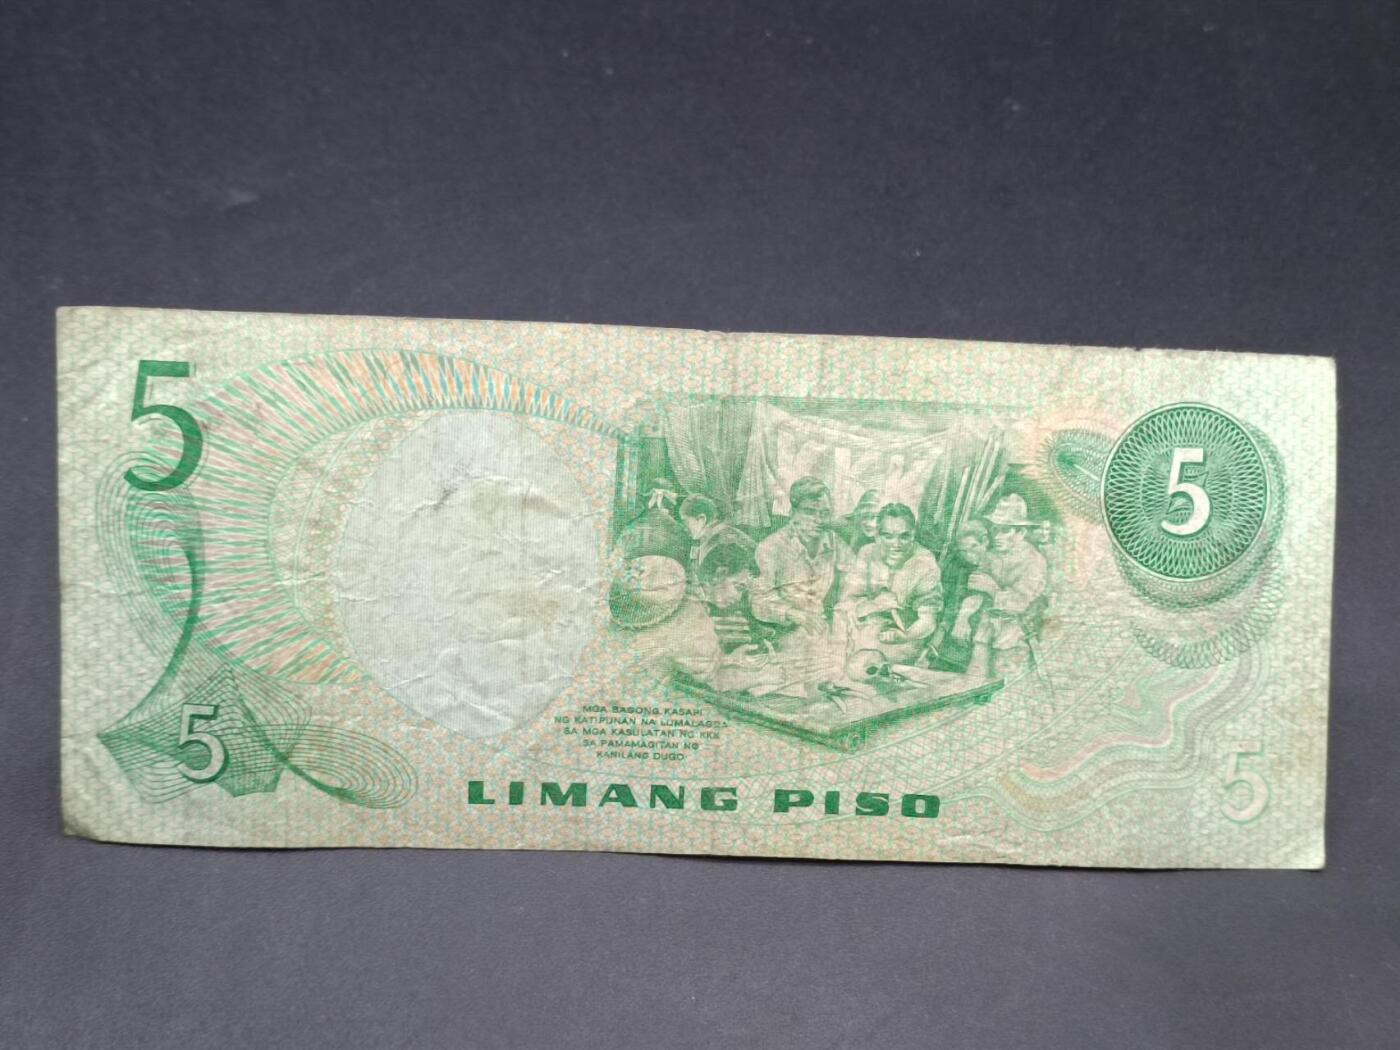 5
5
MGA BAGONG KASAPI
NG KATIPUNAN NA LUMALAGDA
SA MGA KASULATAN NG KKK
SA PAMAMAGITAN NG
KANILANG DUGO
5
LIMANG PISO
5